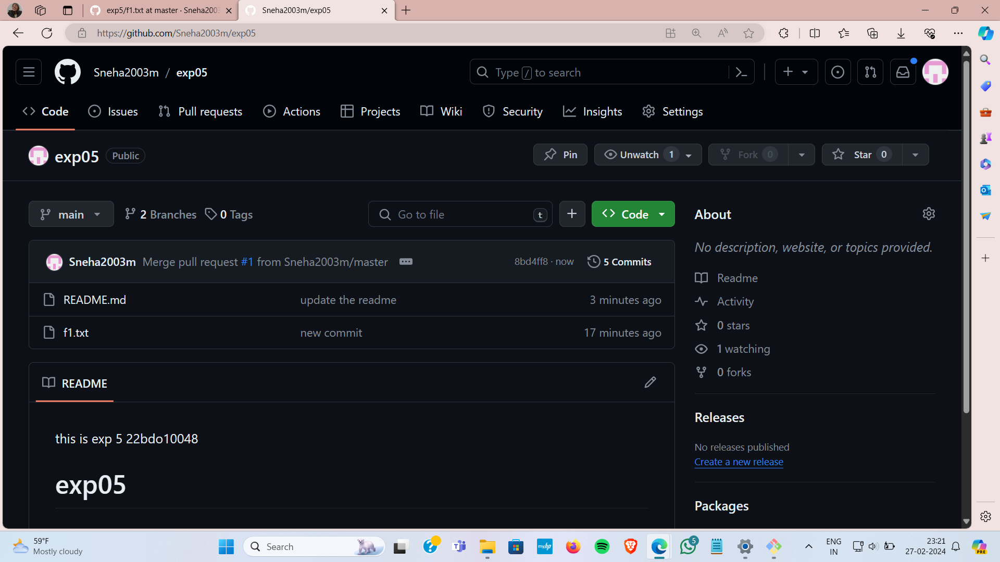 exp5/f1.txt at master · Sneha200
Sneha2003m/exp05
https://github.com/Sneha2003m/exp05
Sneha2003m / exp05
Type / to search
Code
Issues
Pull requests
Actions
Projects
Wiki
Security
Insights
Settings
exp05 Public
Pin
Unwatch 1
Fork 0
Star 0
main
2 Branches
0 Tags
Go to file t
Code
About
No description, website, or topics provided.
Sneha2003m Merge pull request #1 from Sneha2003m/master
8bd4ff8 · now
5 Commits
README.md update the readme 3 minutes ago
f1.txt new commit 17 minutes ago
Readme
Activity
0 stars
1 watching
0 forks
README
this is exp 5 22bdo10048
exp05
Releases
No releases published
Create a new release
Packages
59°F
Mostly cloudy
Search
myhp
5
ENG
IN
23:21
27-02-2024
PRE